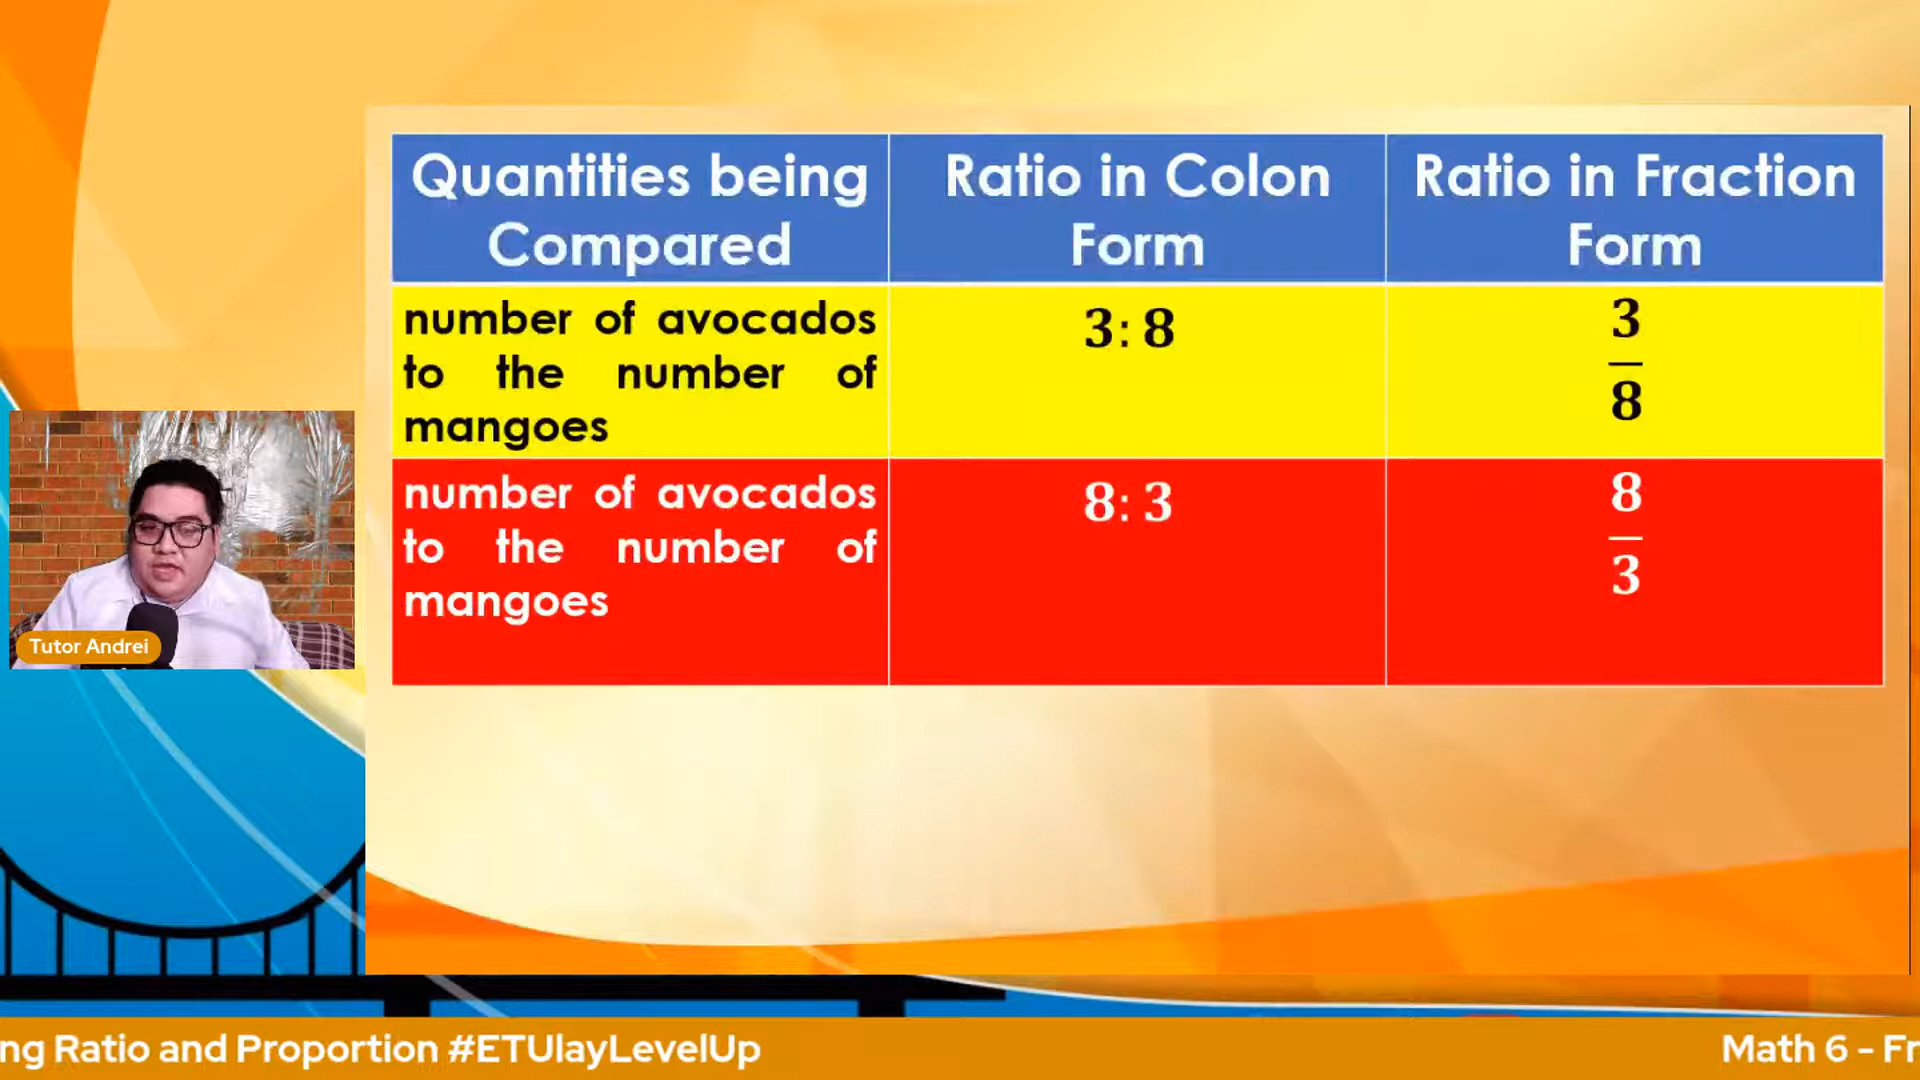 Quantities being
Compared
Ratio in Colon
Form
Ratio in Fraction
Form
number of avocados
to the number of
mangoes
3: 8
3
8
number of avocados
to the number of
mangoes
8: 3
8
3
Tutor Andrei
ng Ratio and Proportion #ETUlayLevelUp
Math 6 - Fr